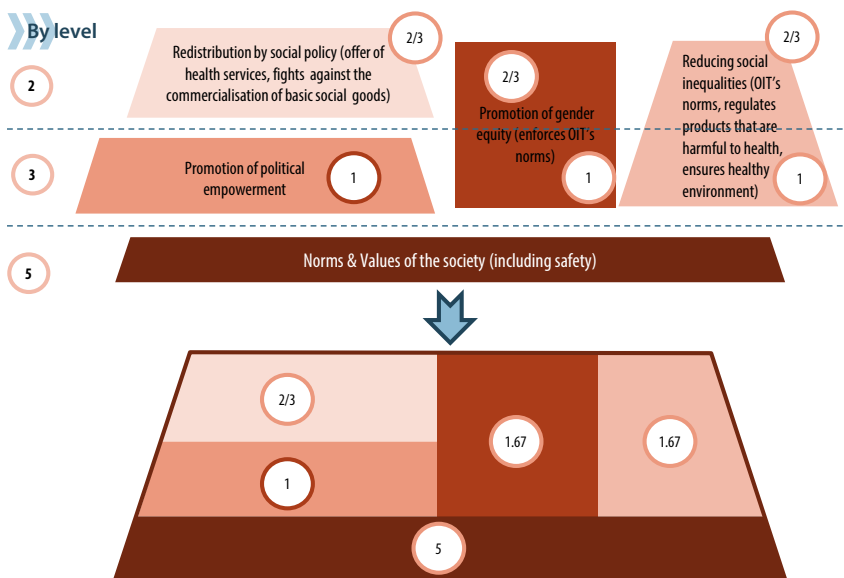 By level
2
Redistribution by social policy (offer of
health services, fights against the
commercialisation of basic social goods)
2/3
2/3
Promotion of gender
equity (enforces OIT's
norms)
1
2/3
Reducing social
inequalities (OIT's
norms, regulates
products that are
harmful to health,
ensures healthy
environment)
1
3
Promotion of political
empowerment
1
5
Norms & Values of the society (including safety)
2/3
1
1.67
1.67
5